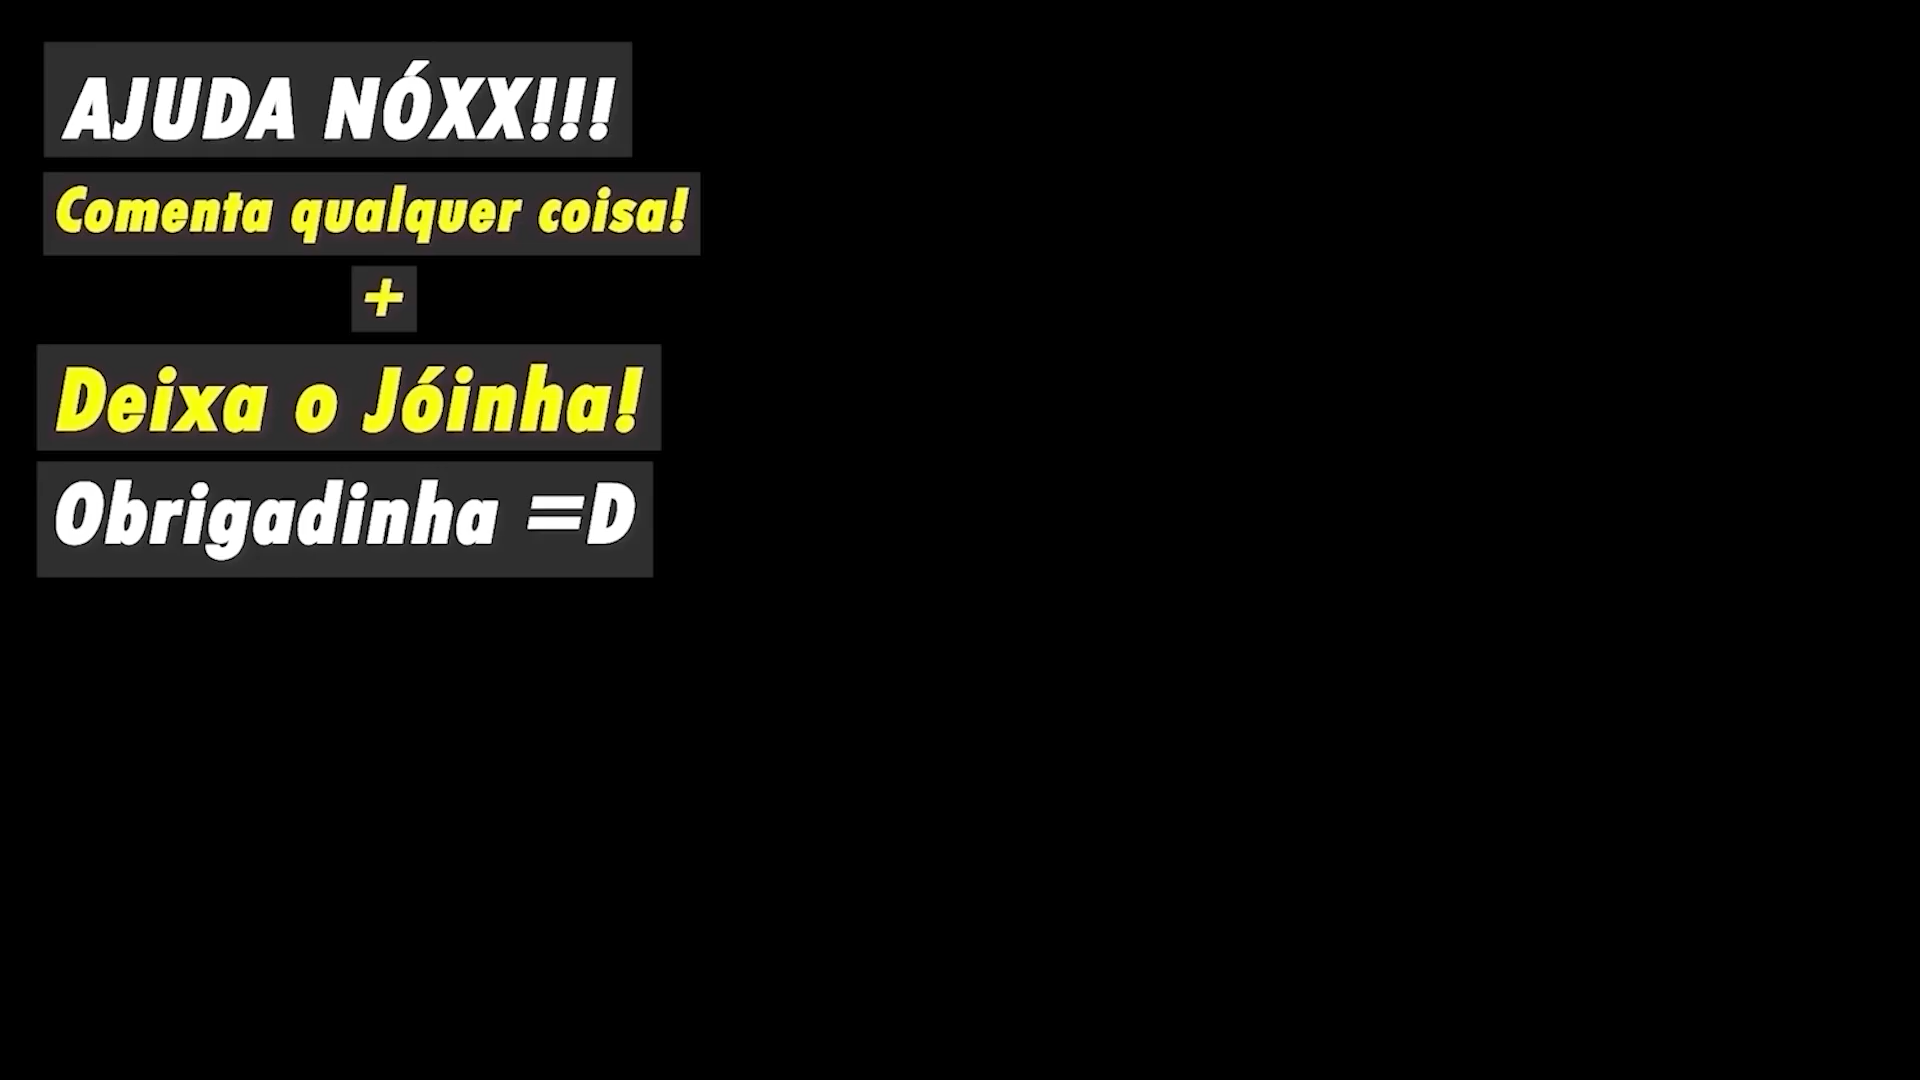 AJUDA NÓXX!!!
Comenta qualquer coisa!
+
Deixa o Jóinha!
Obrigadinha =D